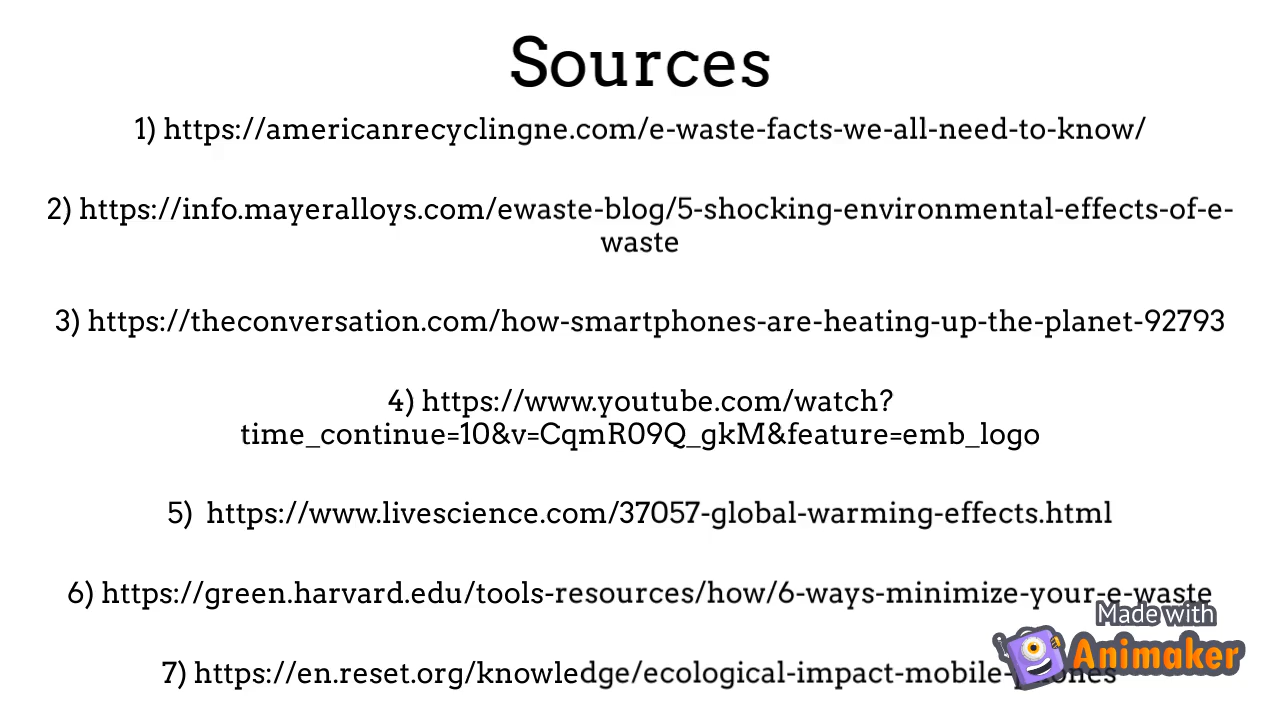 Sources
1) https://americanrecyclingne.com/e-waste-facts-we-all-need-to-know/
2) https://info.mayeralloys.com/ewaste-blog/5-shocking-environmental-effects-of-e-
waste
3) https://theconversation.com/how-smartphones-are-heating-up-the-planet-92793
4) https://www.youtube.com/watch?
time_continue=10&v=CqmR09Q_gkM&feature=emb_logo
5) https://www.livescience.com/37057-global-warming-effects.html
6) https://green.harvard.edu/tools-resources/how/6-ways-minimize-your-e-waste
Made with
Animaker
7) https://en.reset.org/knowledge/ecological-impact-mobile-